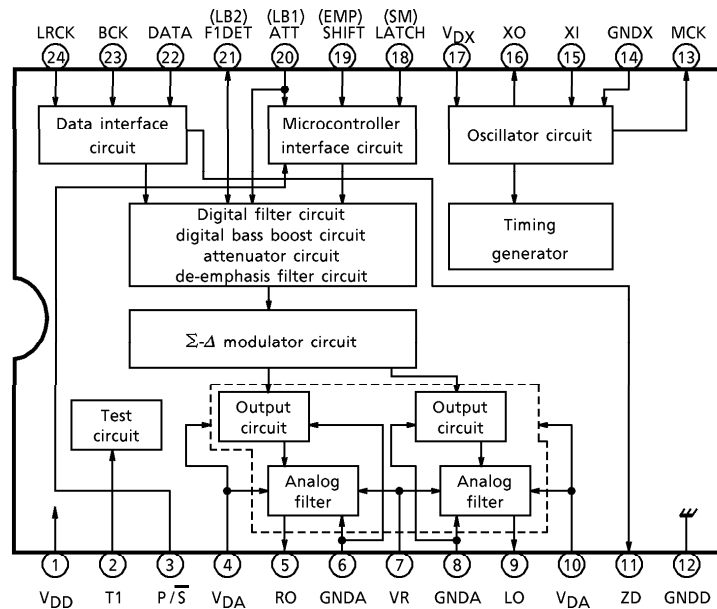 (LB2) (LB1) (EMP) (SM)
LRCK BCK DATA F1DET ATT SHIFT LATCH VDX XO XI GNDX MCK
24 23 22 21 20 19 18 17 16 15 14 13
Data interface
circuit
Microcontroller
interface circuit
Oscillator circuit
Digital filter circuit
digital bass boost circuit
attenuator circuit
de-emphasis filter circuit
Timing
generator
Σ-Δ modulator circuit
Test
circuit
Output
circuit
Output
circuit
Analog
filter
Analog
filter
1 2 3 4 5 6 7 8 9 10 11 12
VDD T1 P/S̅ VDA RO GNDA VR GNDA LO VDA ZD GNDD